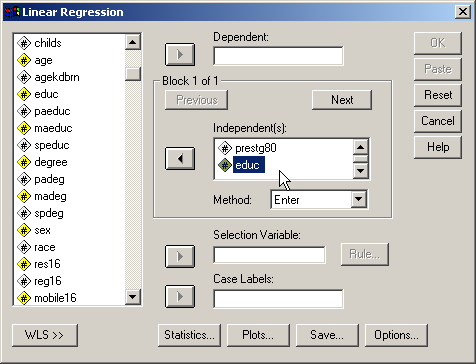 Linear Regression
childs
age
agekdbrn
educ
paeduc
maeduc
speduc
degree
padeg
madeg
spdeg
sex
race
res16
reg16
mobile16
Dependent:
Block 1 of 1
Previous
Next
Independent(s):
prestg80
educ
Method:
Enter
Selection Variable:
Rule...
Case Labels:
OK
Paste
Reset
Cancel
Help
WLS >>
Statistics...
Plots...
Save...
Options...